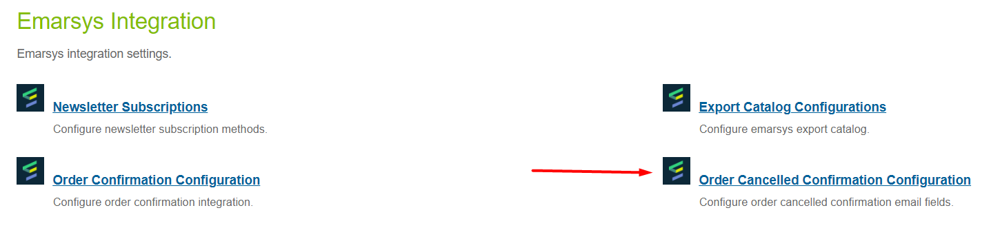 Emarsys Integration
Emarsys integration settings.
Newsletter Subscriptions
Configure newsletter subscription methods.
Export Catalog Configurations
Configure emarsys export catalog.
Order Confirmation Configuration
Configure order confirmation integration.
Order Cancelled Confirmation Configuration
Configure order cancelled confirmation email fields.